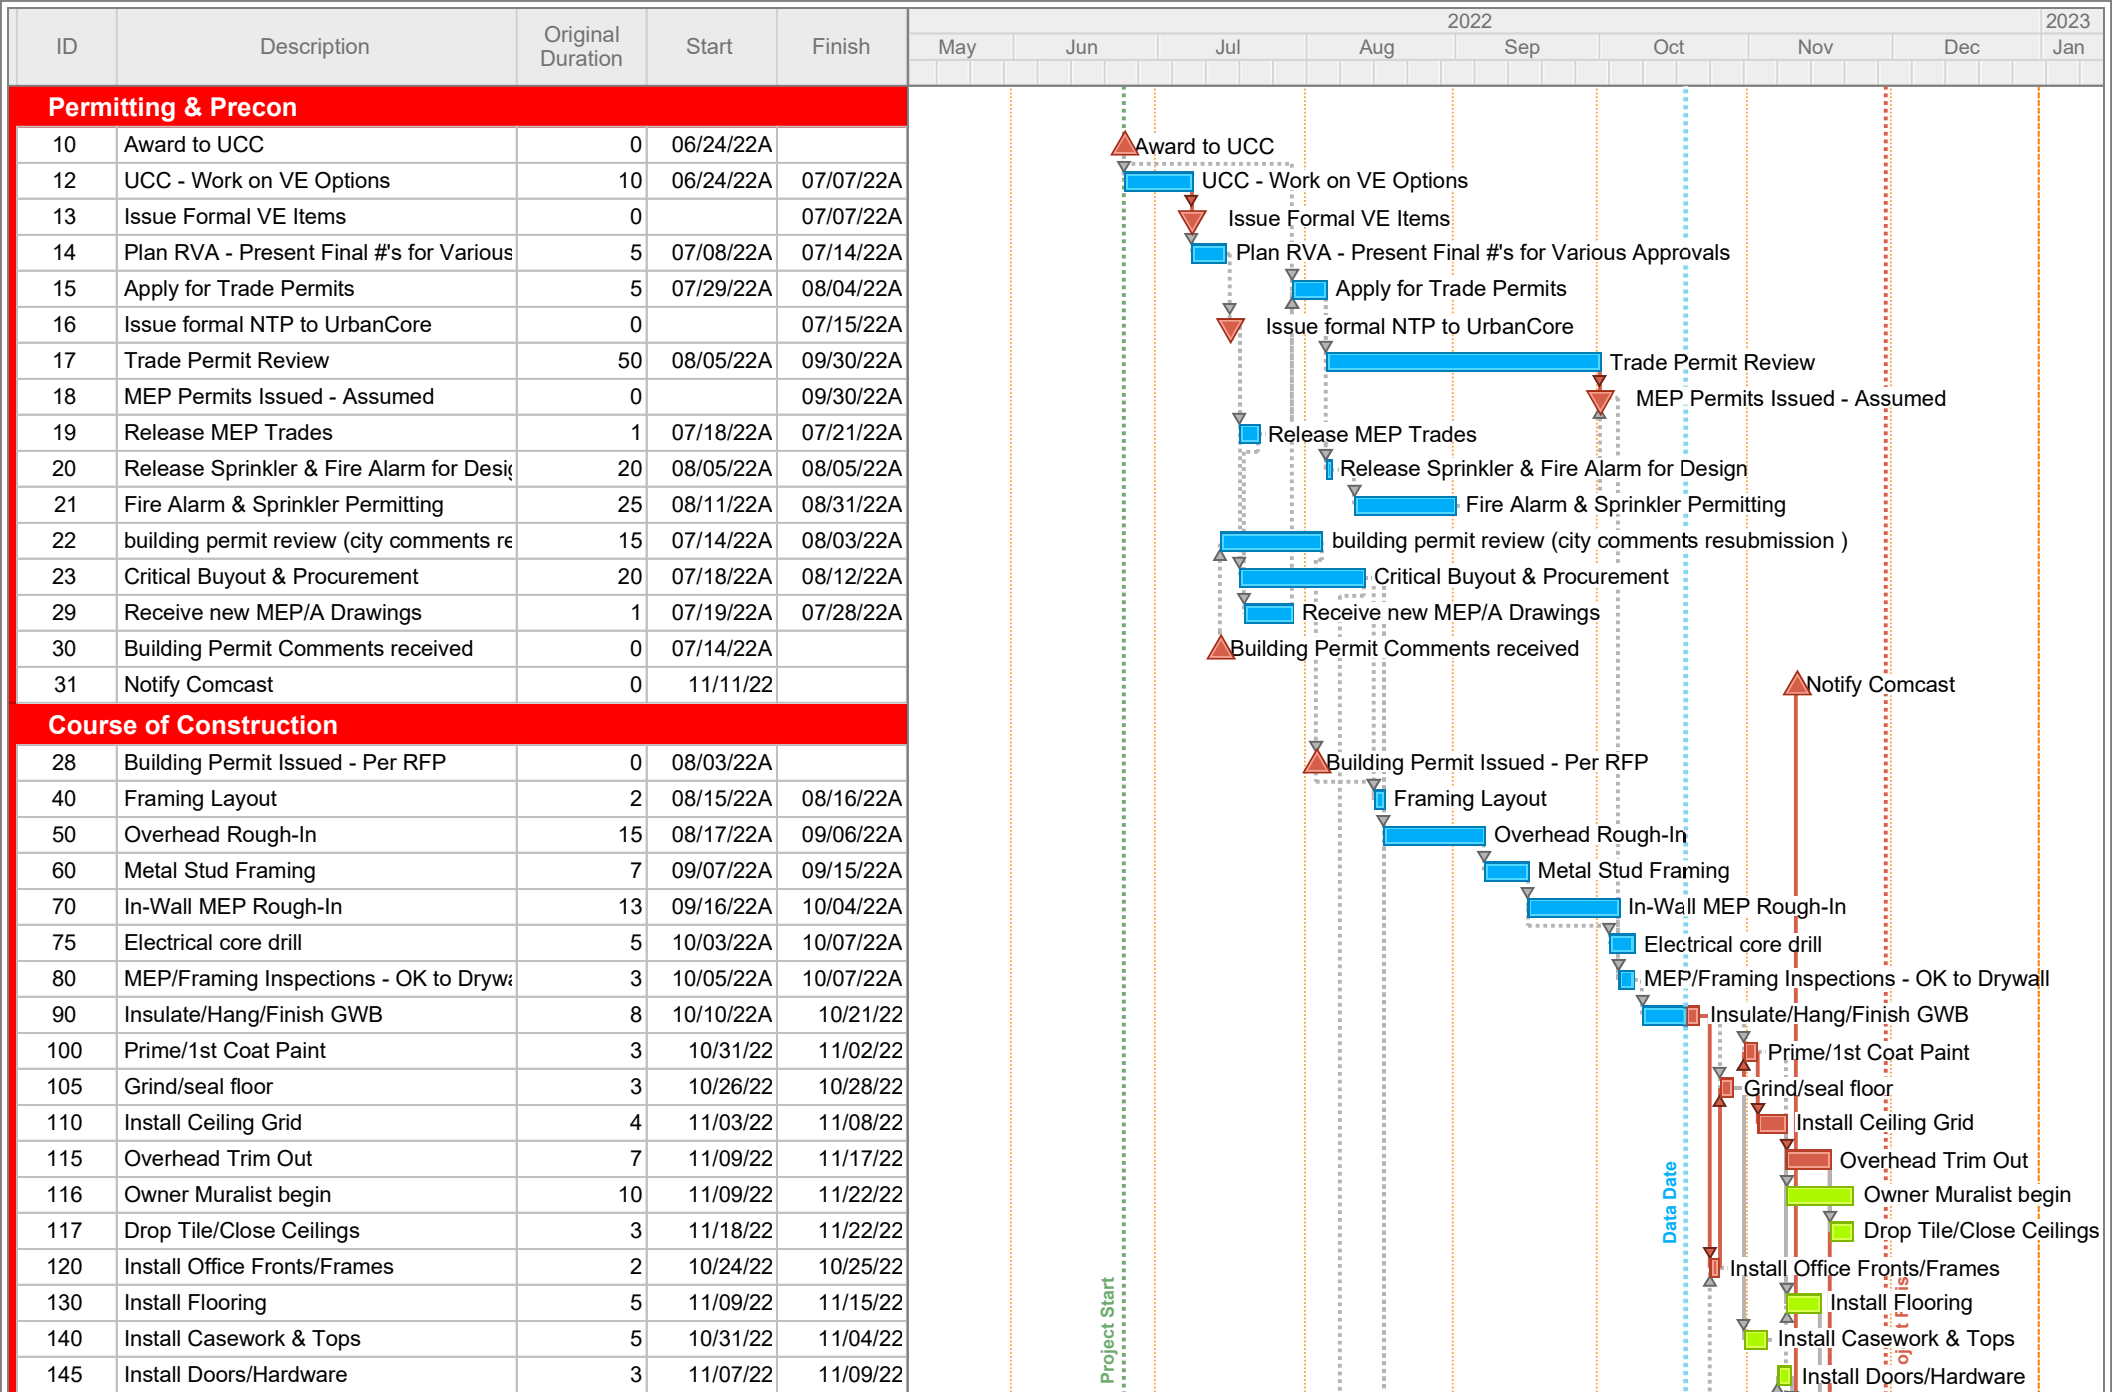 ID Description Original Duration Start Finish
2022 2023
May Jun Jul Aug Sep Oct Nov Dec Jan
Permitting & Precon
10 Award to UCC 0 06/24/22A Award to UCC
12 UCC - Work on VE Options 10 06/24/22A 07/07/22A UCC - Work on VE Options
13 Issue Formal VE Items 0 07/07/22A Issue Formal VE Items
14 Plan RVA - Present Final #'s for Various 5 07/08/22A 07/14/22A Plan RVA - Present Final #'s for Various Approvals
15 Apply for Trade Permits 5 07/29/22A 08/04/22A Apply for Trade Permits
16 Issue formal NTP to UrbanCore 0 07/15/22A Issue formal NTP to UrbanCore
17 Trade Permit Review 50 08/05/22A 09/30/22A Trade Permit Review
18 MEP Permits Issued - Assumed 0 09/30/22A MEP Permits Issued - Assumed
19 Release MEP Trades 1 07/18/22A 07/21/22A Release MEP Trades
20 Release Sprinkler & Fire Alarm for Desig 20 08/05/22A 08/05/22A Release Sprinkler & Fire Alarm for Design
21 Fire Alarm & Sprinkler Permitting 25 08/11/22A 08/31/22A Fire Alarm & Sprinkler Permitting
22 building permit review (city comments re 15 07/14/22A 08/03/22A building permit review (city comments resubmission )
23 Critical Buyout & Procurement 20 07/18/22A 08/12/22A Critical Buyout & Procurement
29 Receive new MEP/A Drawings 1 07/19/22A 07/28/22A Receive new MEP/A Drawings
30 Building Permit Comments received 0 07/14/22A Building Permit Comments received
31 Notify Comcast 0 11/11/22 Notify Comcast
Course of Construction
28 Building Permit Issued - Per RFP 0 08/03/22A Building Permit Issued - Per RFP
40 Framing Layout 2 08/15/22A 08/16/22A Framing Layout
50 Overhead Rough-In 15 08/17/22A 09/06/22A Overhead Rough-In
60 Metal Stud Framing 7 09/07/22A 09/15/22A Metal Stud Framing
70 In-Wall MEP Rough-In 13 09/16/22A 10/04/22A In-Wall MEP Rough-In
75 Electrical core drill 5 10/03/22A 10/07/22A Electrical core drill
80 MEP/Framing Inspections - OK to Drywa 3 10/05/22A 10/07/22A MEP/Framing Inspections - OK to Drywall
90 Insulate/Hang/Finish GWB 8 10/10/22A 10/21/22 Insulate/Hang/Finish GWB
100 Prime/1st Coat Paint 3 10/31/22 11/02/22 Prime/1st Coat Paint
105 Grind/seal floor 3 10/26/22 10/28/22 Grind/seal floor
110 Install Ceiling Grid 4 11/03/22 11/08/22 Install Ceiling Grid
115 Overhead Trim Out 7 11/09/22 11/17/22 Overhead Trim Out
116 Owner Muralist begin 10 11/09/22 11/22/22 Owner Muralist begin
117 Drop Tile/Close Ceilings 3 11/18/22 11/22/22 Drop Tile/Close Ceilings
120 Install Office Fronts/Frames 2 10/24/22 10/25/22 Install Office Fronts/Frames
130 Install Flooring 5 11/09/22 11/15/22 Install Flooring
140 Install Casework & Tops 5 10/31/22 11/04/22 Install Casework & Tops
145 Install Doors/Hardware 3 11/07/22 11/09/22 Install Doors/Hardware
Project Start
Data Date